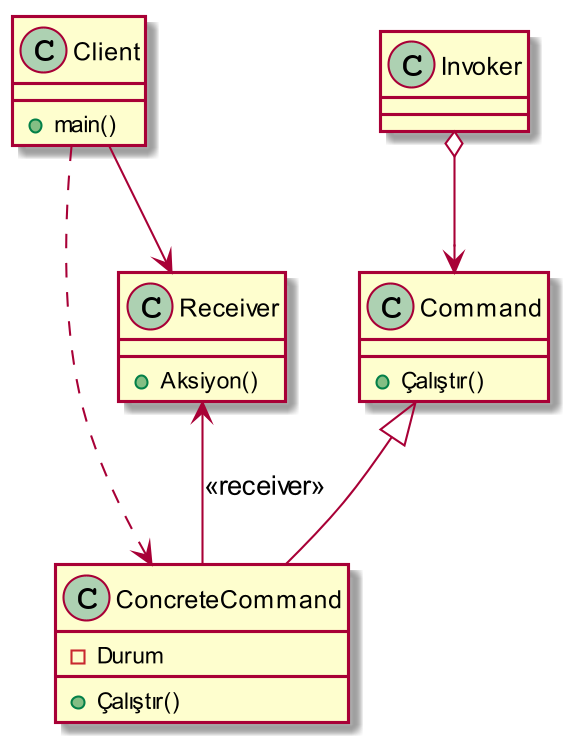 C Client
main()
C Invoker
C Receiver
Aksiyon()
C Command
Çalıştır()
«receiver»
C ConcreteCommand
Durum
Çalıştır()